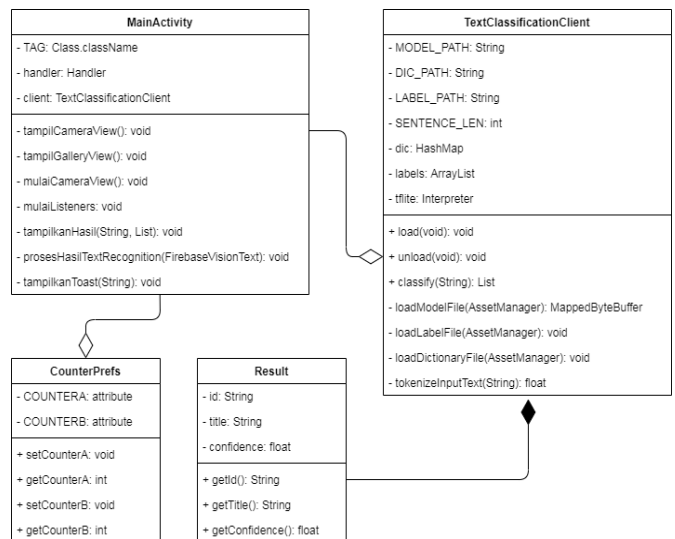 MainActivity
- TAG: Class.className
- handler: Handler
- client: TextClassificationClient
- tampilCameraView(): void
- tampilGalleryView(): void
- mulaiCameraView(): void
- mulaiListeners: void
- tampilkanHasil(String, List): void
- prosesHasilTextRecognition(FirebaseVisionText): void
- tampilkanToast(String): void
TextClassificationClient
- MODEL_PATH: String
- DIC_PATH: String
- LABEL_PATH: String
- SENTENCE_LEN: int
- dic: HashMap
- labels: ArrayList
- tflite: Interpreter
+ load(void): void
+ unload(void): void
+ classify(String): List
- loadModelFile(AssetManager): MappedByteBuffer
- loadLabelFile(AssetManager): void
- loadDictionaryFile(AssetManager): void
- tokenizeInputText(String): float
CounterPrefs
- COUNTERA: attribute
- COUNTERB: attribute
+ setCounterA: void
+ getCounterA: int
+ setCounterB: void
+ getCounterB: int
Result
- id: String
- title: String
- confidence: float
+ getId(): String
+ getTitle(): String
+ getConfidence(): float